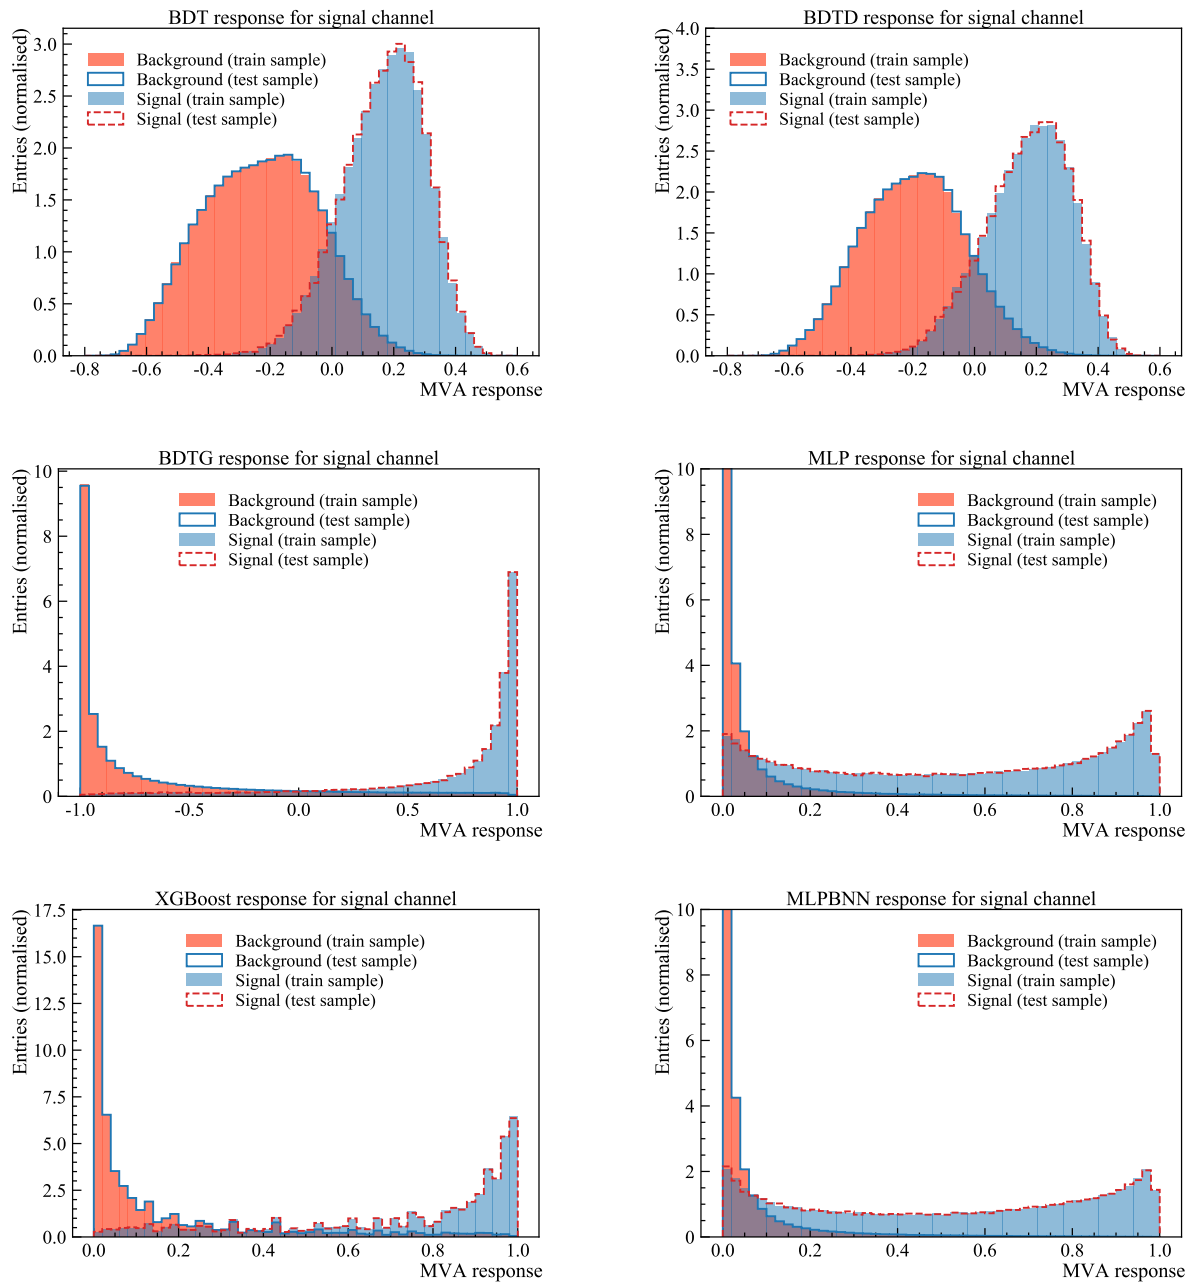 BDT response for signal channel
Entries (normalised)
3.0
2.5
2.0
1.5
1.0
0.5
0.0
Background (train sample)
Background (test sample)
Signal (train sample)
Signal (test sample)
-0.8 -0.6 -0.4 -0.2 0.0 0.2 0.4 0.6
MVA response
BDTD response for signal channel
Entries (normalised)
4.0
3.5
3.0
2.5
2.0
1.5
1.0
0.5
0.0
Background (train sample)
Background (test sample)
Signal (train sample)
Signal (test sample)
-0.8 -0.6 -0.4 -0.2 0.0 0.2 0.4 0.6
MVA response
BDTG response for signal channel
Entries (normalised)
10
8
6
4
2
0
Background (train sample)
Background (test sample)
Signal (train sample)
Signal (test sample)
-1.0 -0.5 0.0 0.5 1.0
MVA response
MLP response for signal channel
Entries (normalised)
10
8
6
4
2
0
Background (train sample)
Background (test sample)
Signal (train sample)
Signal (test sample)
0.0 0.2 0.4 0.6 0.8 1.0
MVA response
XGBoost response for signal channel
Entries (normalised)
17.5
15.0
12.5
10.0
7.5
5.0
2.5
0.0
Background (train sample)
Background (test sample)
Signal (train sample)
Signal (test sample)
0.0 0.2 0.4 0.6 0.8 1.0
MVA response
MLPBNN response for signal channel
Entries (normalised)
10
8
6
4
2
0
Background (train sample)
Background (test sample)
Signal (train sample)
Signal (test sample)
0.0 0.2 0.4 0.6 0.8 1.0
MVA response